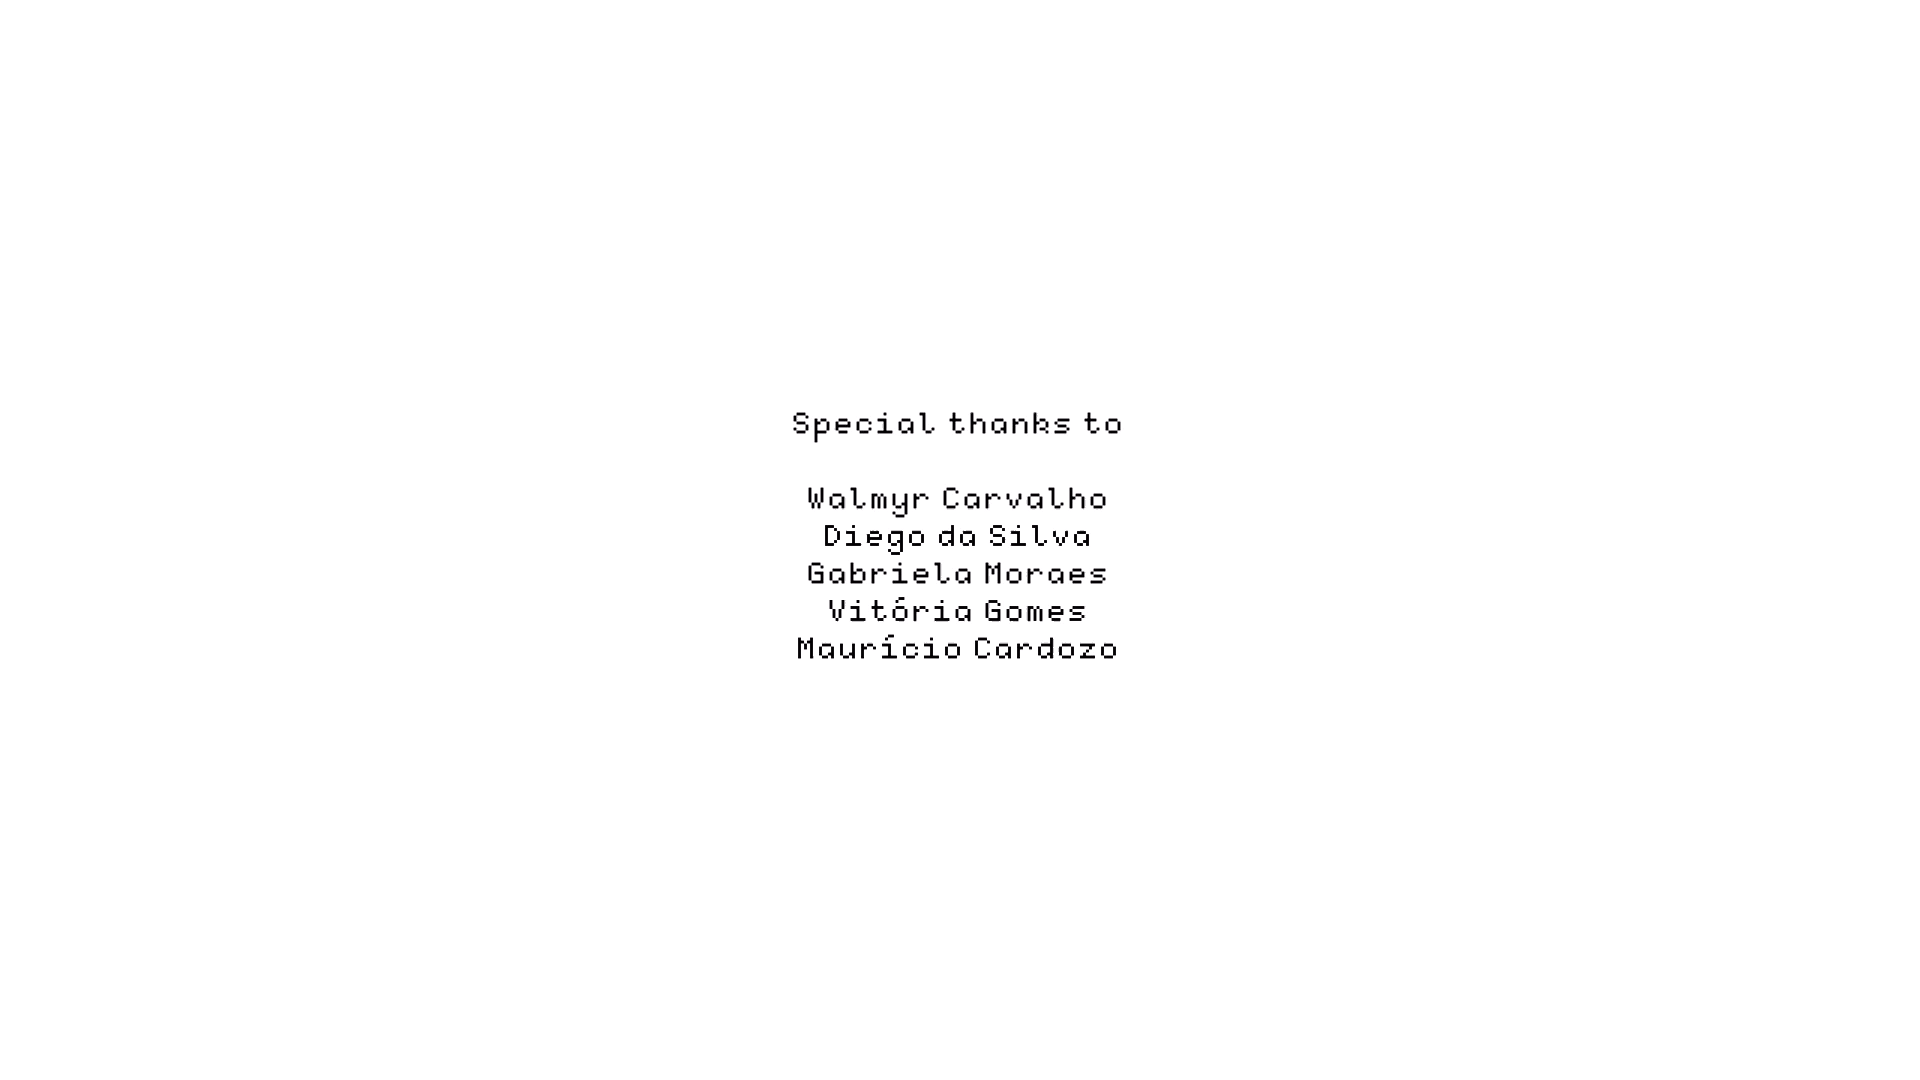 Special thanks to
Walmyr Carvalho
Diego da Silva
Gabriela Moraes
Vitória Gomes
Maurício Cardozo